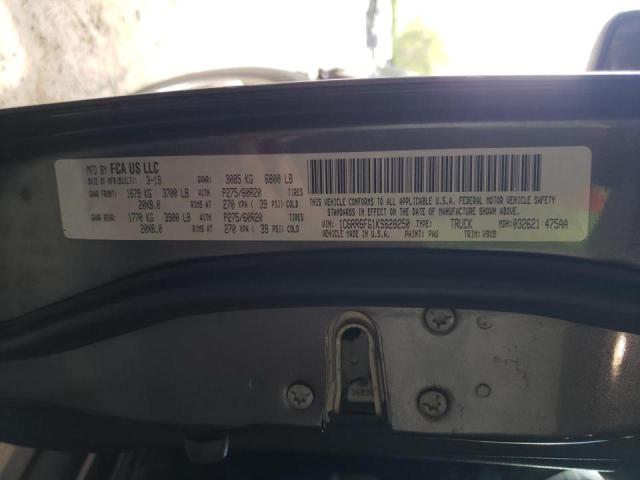 MFD BY FCA US LLC
DATE OF MFR(BUILT): 3-19 GVWR: 3085 KG 6800 LB
GAWR FRONT: 1679 KG 3700 LB WITH P275/60R20 TIRES
20X8.0 RIMS AT 270 KPA ( 39 PSI) COLD
GAWR REAR: 1770 KG 3900 LB WITH P275/60R20 TIRES
20X8.0 RIMS AT 270 KPA ( 39 PSI) COLD
THIS VEHICLE CONFORMS TO ALL APPLICABLE U.S.A. FEDERAL MOTOR VEHICLE
SAFETY STANDARDS IN EFFECT ON THE DATE OF MANUFACTURE SHOWN ABOVE.
VIN: 1C6RR6FG1KS628250 TYPE: TRUCK MDH: 032621 475AA
VEHICLE MADE IN U.S.A. PAINT: PAU TRIM: V9X8